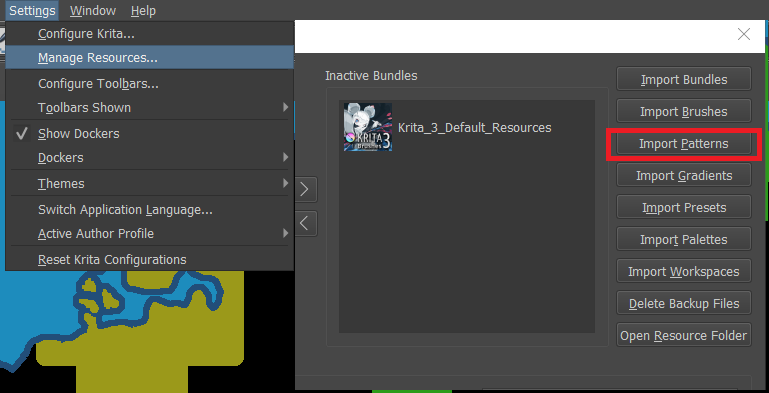 Settings Window Help
Configure Krita...
Manage Resources...
Configure Toolbars...
Toolbars Shown
Show Dockers
Dockers
Themes
Switch Application Language...
Active Author Profile
Reset Krita Configurations
Inactive Bundles
KRITA 3
Brushes
Krita_3_Default_Resources
Import Bundles
Import Brushes
Import Patterns
Import Gradients
Import Presets
Import Palettes
Import Workspaces
Delete Backup Files
Open Resource Folder